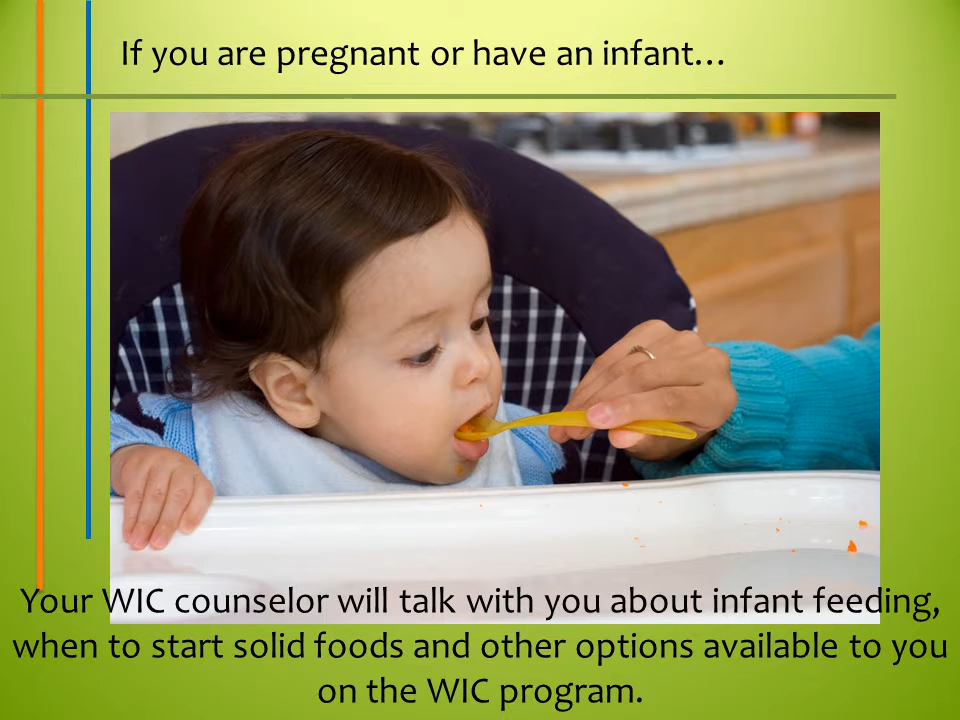 If you are pregnant or have an infant…
Your WIC counselor will talk with you about infant feeding,
when to start solid foods and other options available to you
on the WIC program.